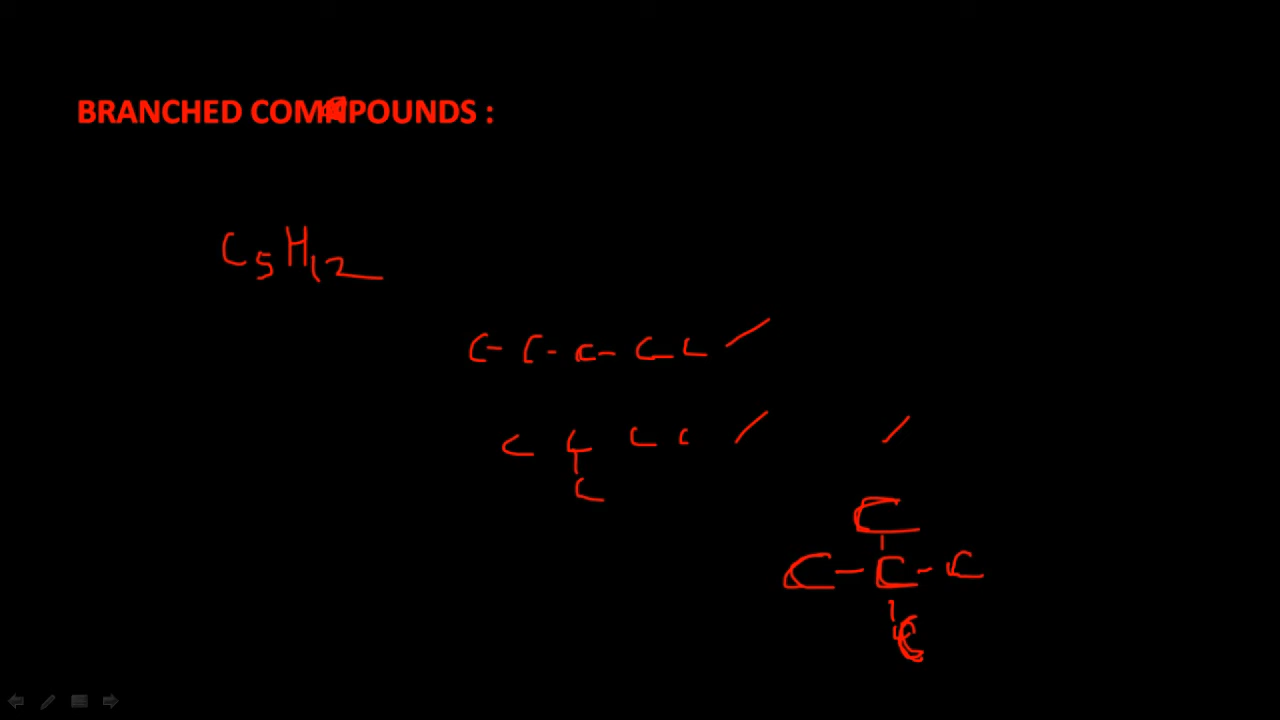 BRANCHED COMPOUNDS :
C5H12
C - C - C - C C
C C C C
C
C
C - C - C
C